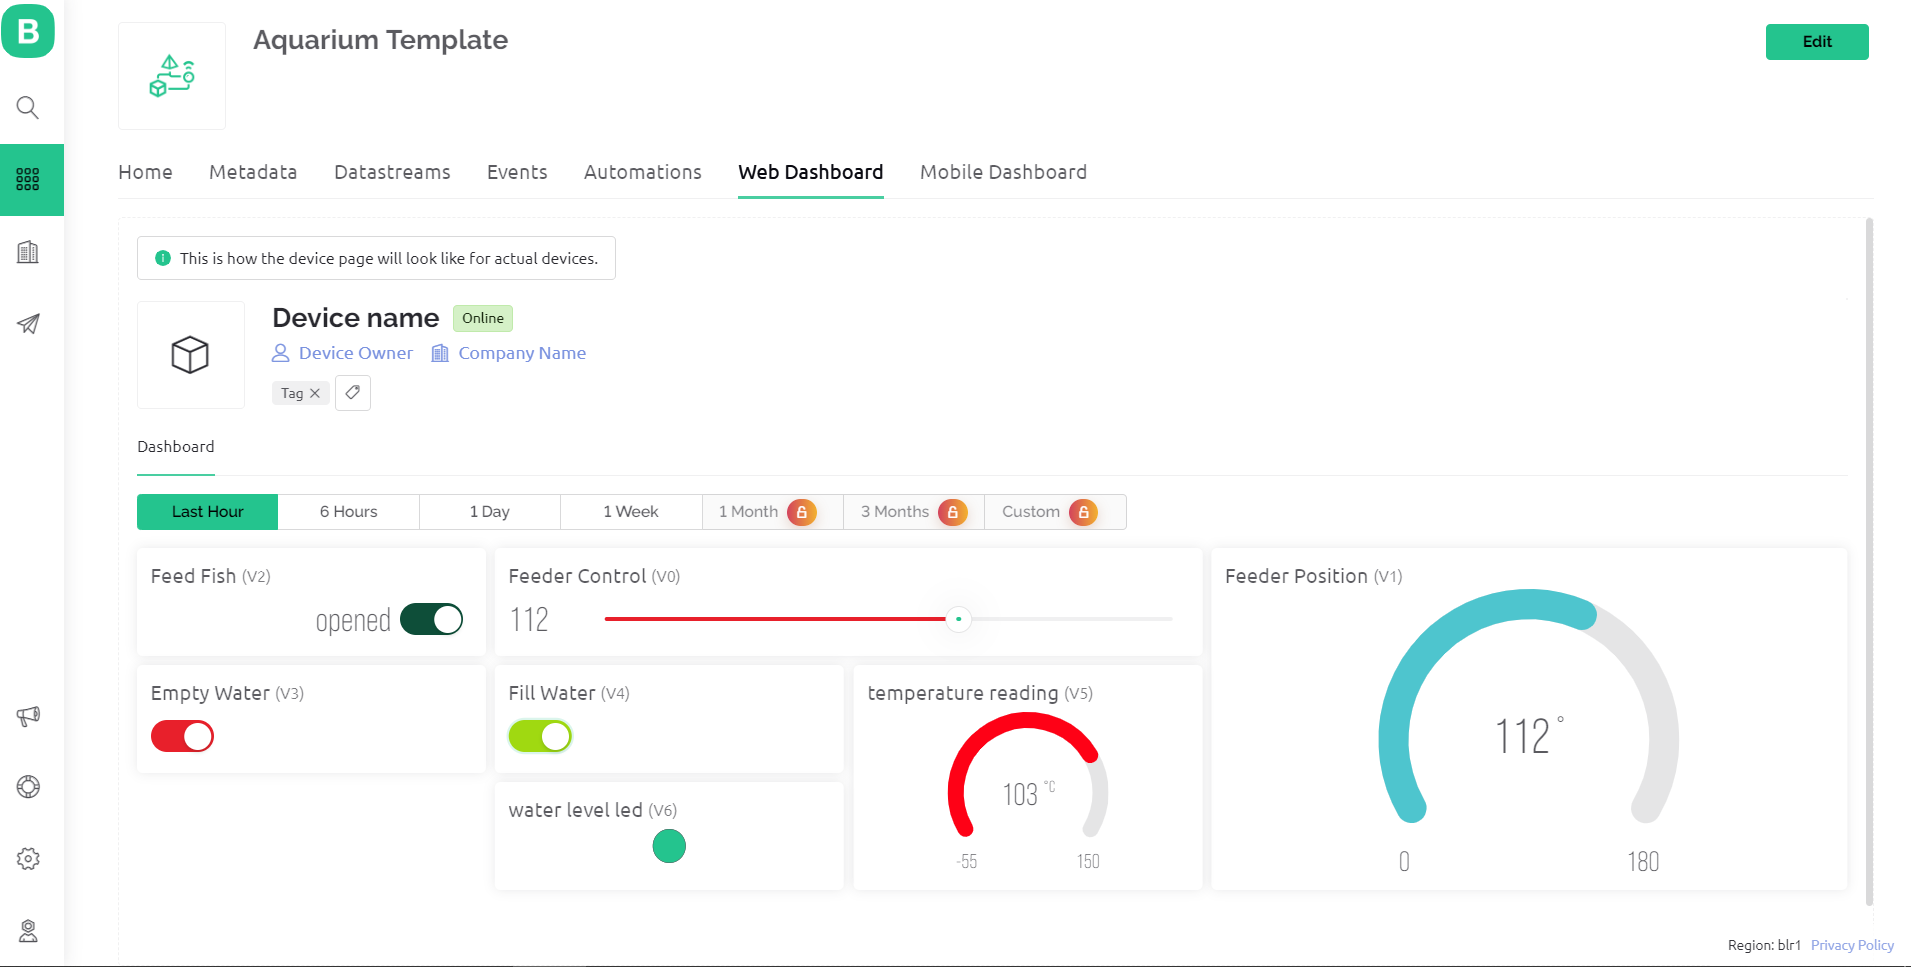 B
Aquarium Template
Edit
Home Metadata Datastreams Events Automations Web Dashboard Mobile Dashboard
This is how the device page will look like for actual devices.
Device name Online
Device Owner Company Name
Tag
Dashboard
Last Hour 6 Hours 1 Day 1 Week 1 Month 3 Months Custom
Feed Fish (V2)
opened
Feeder Control (V0)
112
Feeder Position (V1)
112°
0 180
Empty Water (V3)
Fill Water (V4)
temperature reading (V5)
103 °C
-55 150
water level led (V6)
Region: blr1 Privacy Policy